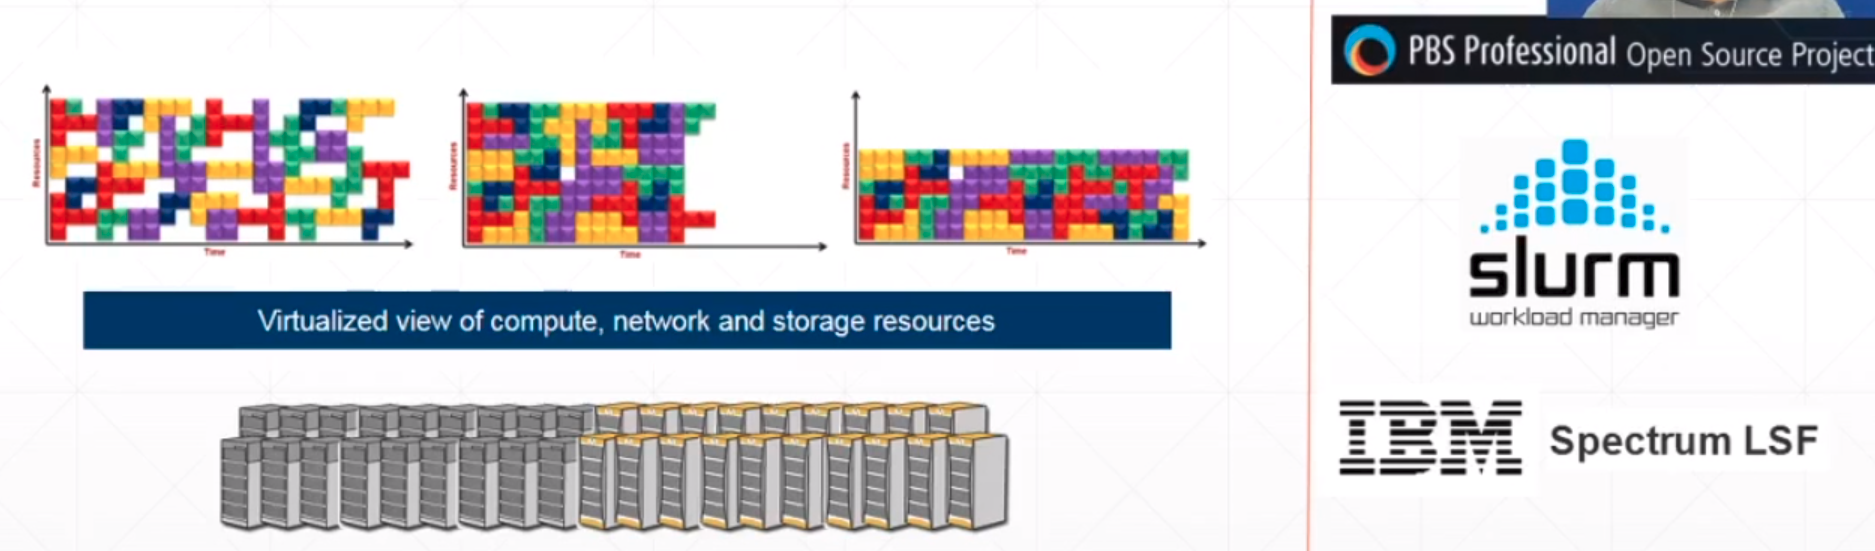 Resources
Time
Resources
Time
Resources
Time
Virtualized view of compute, network and storage resources
PBS Professional Open Source Project
slurm
workload manager
IBM Spectrum LSF